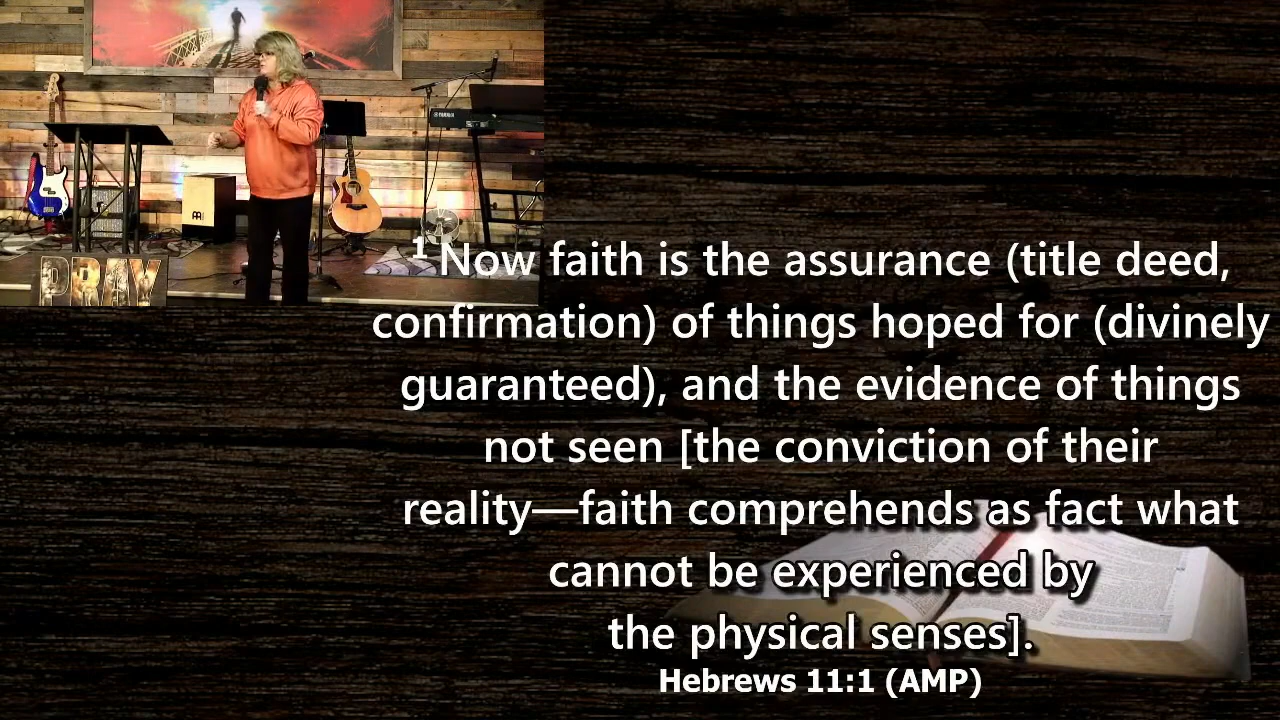 PRAY
¹ Now faith is the assurance (title deed,
confirmation) of things hoped for (divinely
guaranteed), and the evidence of things
not seen [the conviction of their
reality—faith comprehends as fact what
cannot be experienced by
the physical senses].
Hebrews 11:1 (AMP)